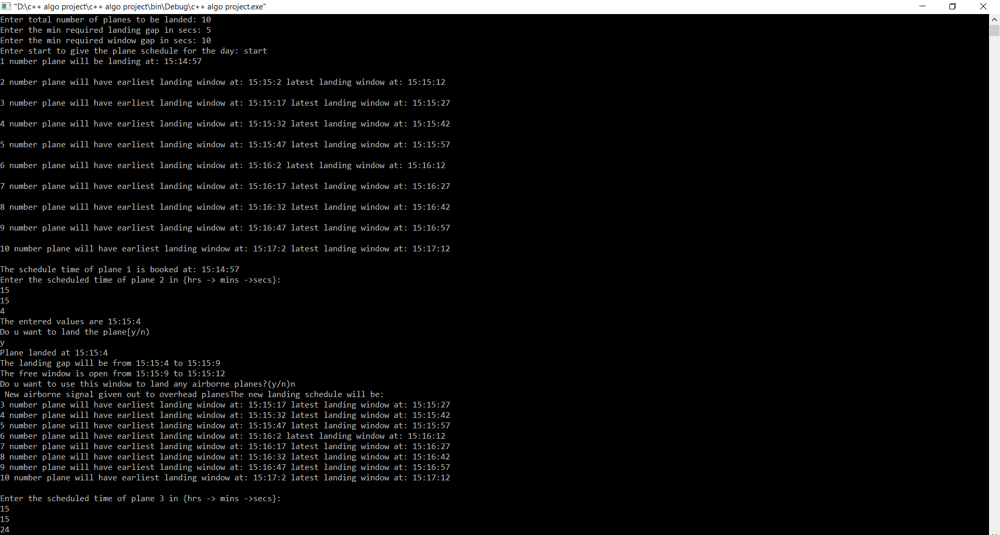 "D:\c++ algo project\c++ algo project\bin\Debug\c++ algo project.exe"
Enter total number of planes to be landed: 10
Enter the min required landing gap in secs: 5
Enter the min required window gap in secs: 10
Enter start to give the plane schedule for the day: start
1 number plane will be landing at: 15:14:57
2 number plane will have earliest landing window at: 15:15:2 latest landing window at: 15:15:12
3 number plane will have earliest landing window at: 15:15:17 latest landing window at: 15:15:27
4 number plane will have earliest landing window at: 15:15:32 latest landing window at: 15:15:42
5 number plane will have earliest landing window at: 15:15:47 latest landing window at: 15:15:57
6 number plane will have earliest landing window at: 15:16:2 latest landing window at: 15:16:12
7 number plane will have earliest landing window at: 15:16:17 latest landing window at: 15:16:27
8 number plane will have earliest landing window at: 15:16:32 latest landing window at: 15:16:42
9 number plane will have earliest landing window at: 15:16:47 latest landing window at: 15:16:57
10 number plane will have earliest landing window at: 15:17:2 latest landing window at: 15:17:12
The schedule time of plane 1 is booked at: 15:14:57
Enter the scheduled time of plane 2 in {hrs -> mins ->secs}:
15
15
4
The entered values are 15:15:4
Do u want to land the plane[y/n)
y
Plane landed at 15:15:4
The landing gap will be from 15:15:4 to 15:15:9
The free window is open from 15:15:9 to 15:15:12
Do u want to use this window to land any airborne planes?(y/n)n
New airborne signal given out to overhead planesThe new landing schedule will be:
3 number plane will have earliest landing window at: 15:15:17 latest landing window at: 15:15:27
4 number plane will have earliest landing window at: 15:15:32 latest landing window at: 15:15:42
5 number plane will have earliest landing window at: 15:15:47 latest landing window at: 15:15:57
6 number plane will have earliest landing window at: 15:16:2 latest landing window at: 15:16:12
7 number plane will have earliest landing window at: 15:16:17 latest landing window at: 15:16:27
8 number plane will have earliest landing window at: 15:16:32 latest landing window at: 15:16:42
9 number plane will have earliest landing window at: 15:16:47 latest landing window at: 15:16:57
10 number plane will have earliest landing window at: 15:17:2 latest landing window at: 15:17:12
Enter the scheduled time of plane 3 in {hrs -> mins ->secs}:
15
15
24